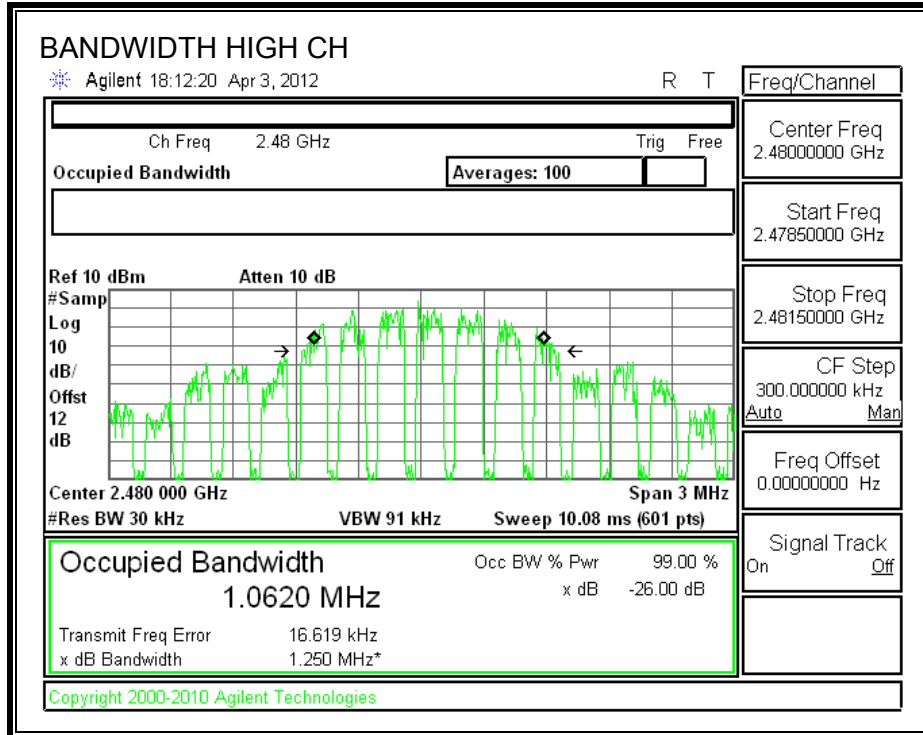 BANDWIDTH HIGH CH
Agilent 18:12:20 Apr 3, 2012 R T
Freq/Channel
Ch Freq 2.48 GHz Trig Free
Occupied Bandwidth Averages: 100
Center Freq
2.48000000 GHz
Start Freq
2.47850000 GHz
Stop Freq
2.48150000 GHz
CF Step
300.000000 kHz
Auto Man
Freq Offset
0.00000000 Hz
Signal Track
On Off
Ref 10 dBm Atten 10 dB
#Samp
Log
10
dB/
Offst
12
dB
Center 2.480 000 GHz Span 3 MHz
#Res BW 30 kHz VBW 91 kHz Sweep 10.08 ms (601 pts)
Occupied Bandwidth Occ BW % Pwr 99.00 %
1.0620 MHz x dB -26.00 dB
Transmit Freq Error 16.619 kHz
x dB Bandwidth 1.250 MHz*
Copyright 2000-2010 Agilent Technologies